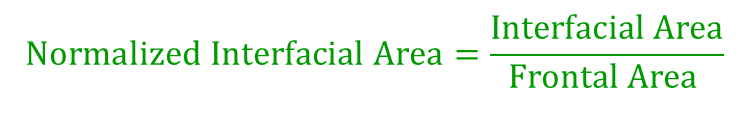 Normalized Interfacial Area = Interfacial Area
Frontal Area